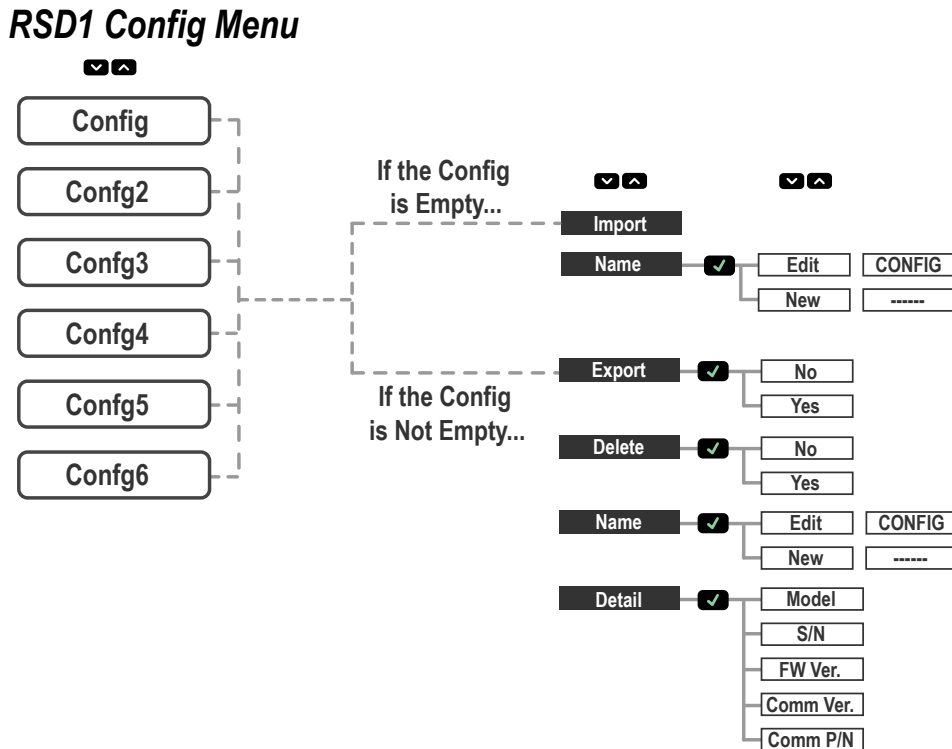 RSD1 Config Menu
Config
Confg2
Confg3
Confg4
Confg5
Confg6
If the Config
is Empty...
Import
Name
Edit
CONFIG
New
------
If the Config
is Not Empty...
Export
No
Yes
Delete
No
Yes
Name
Edit
CONFIG
New
------
Detail
Model
S/N
FW Ver.
Comm Ver.
Comm P/N